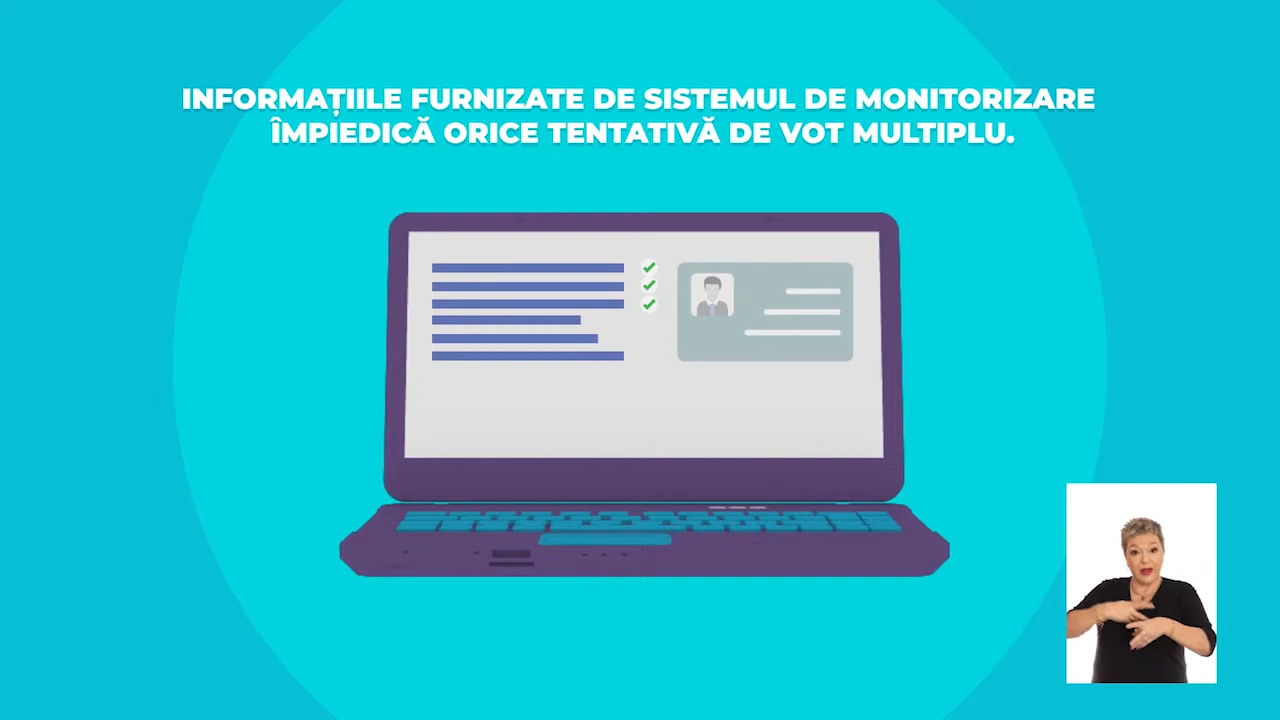 INFORMAȚIILE FURNIZATE DE SISTEMUL DE MONITORIZARE
ÎMPIEDICĂ ORICE TENTATIVĂ DE VOT MULTIPLU.